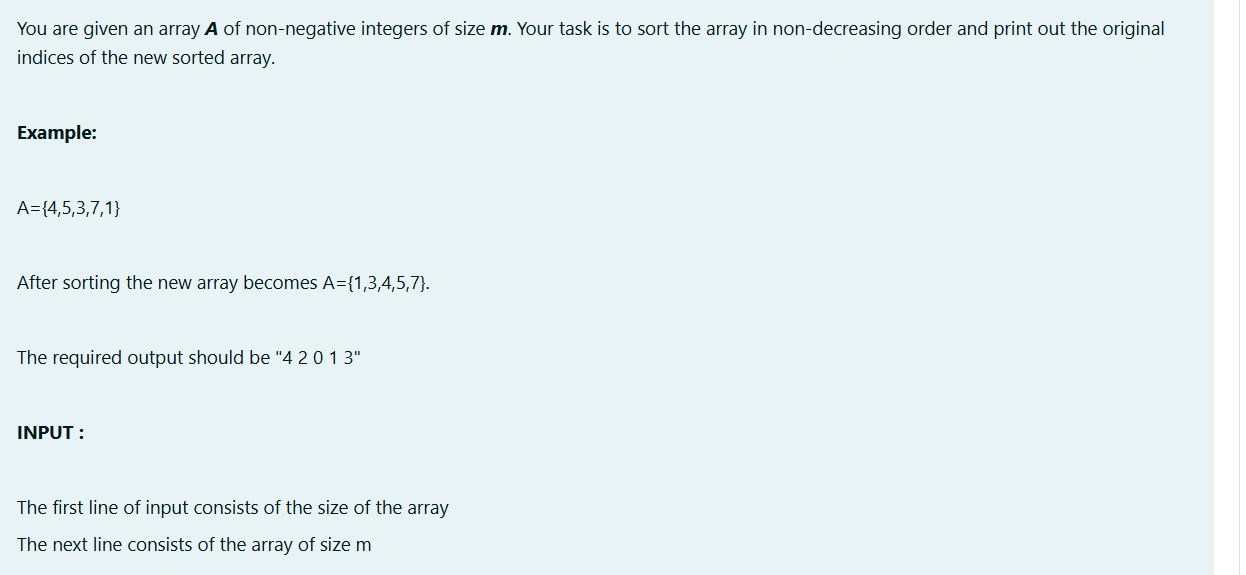 You are given an array A of non-negative integers of size m. Your task is to sort the array in non-decreasing order and print out the original
indices of the new sorted array.
Example:
A={4,5,3,7,1}
After sorting the new array becomes A={1,3,4,5,7}.
The required output should be "4 2 0 1 3"
INPUT :
The first line of input consists of the size of the array
The next line consists of the array of size m